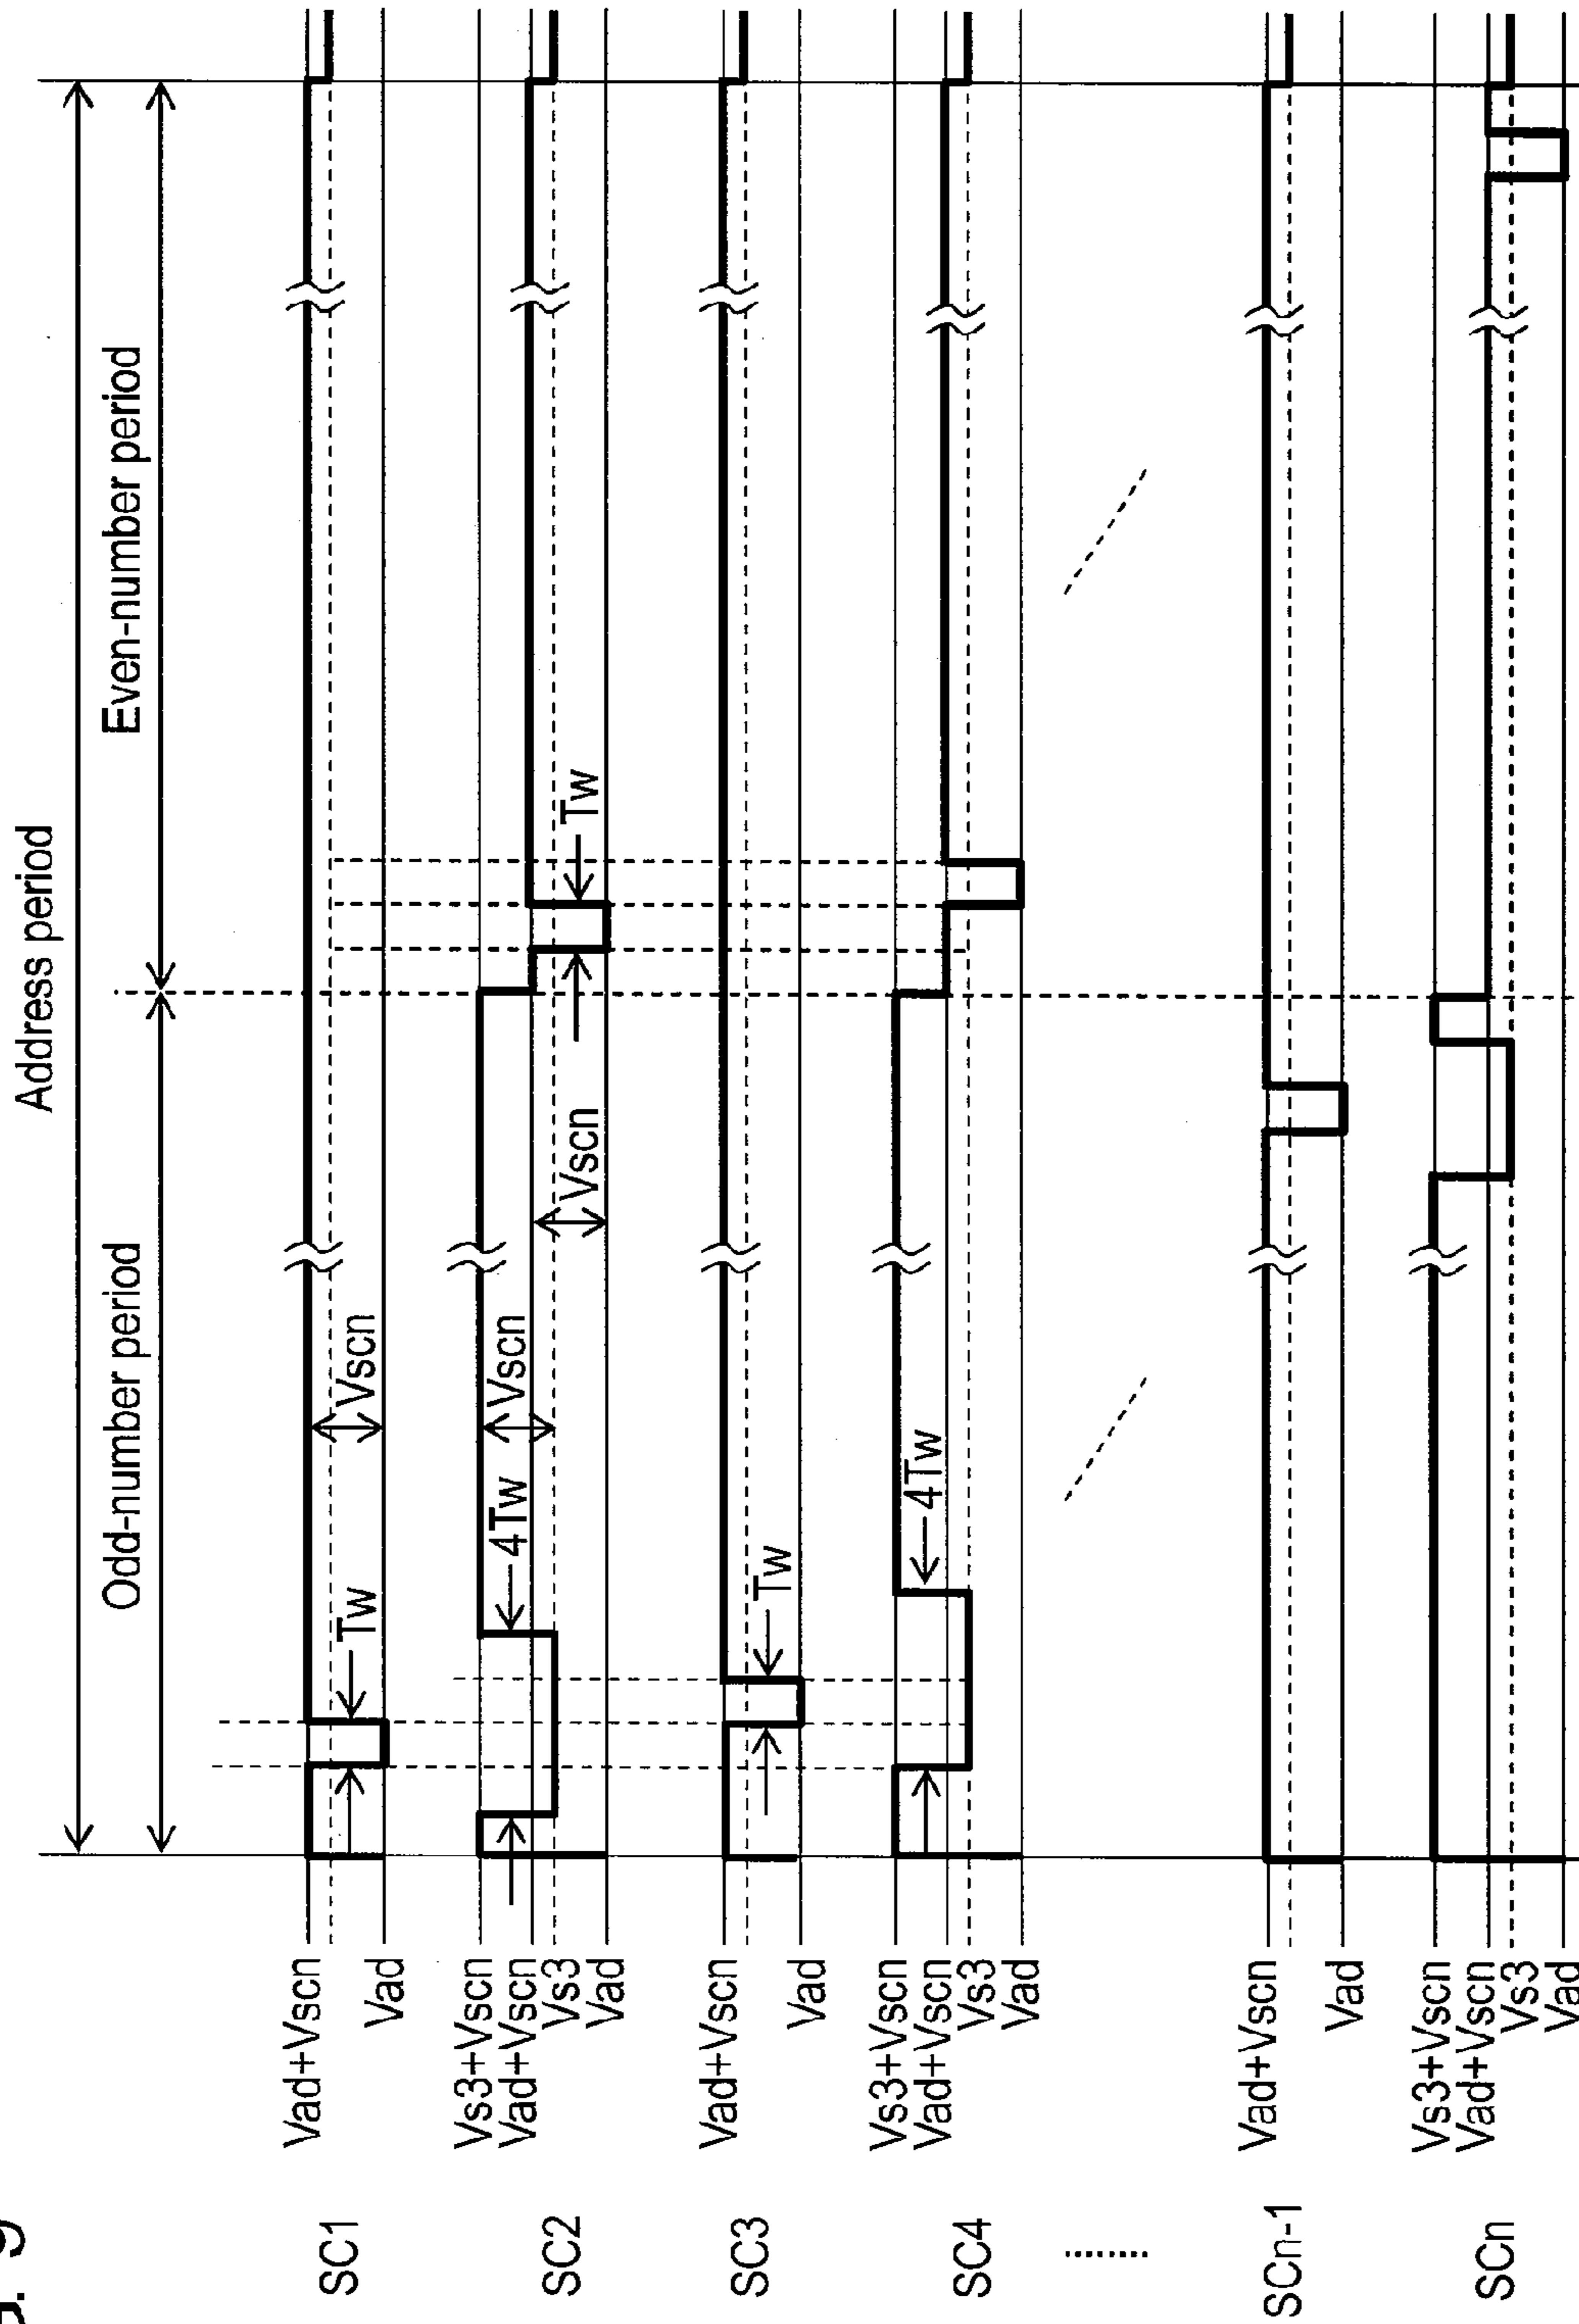 Address period
Odd-number period
Even-number period
SC1
Vad+Vscn
Vad
Tw
Vscn
SC2
Vs3+Vscn
Vad+Vscn
Vs3
Vad
4Tw
Vscn
Vscn
Tw
SC3
Vad+Vscn
Vad
Tw
SC4
Vs3+Vscn
Vad+Vscn
Vs3
Vad
4Tw
SCn-1
Vad+Vscn
Vad
SCn
Vs3+Vscn
Vad+Vscn
Vs3
Vad